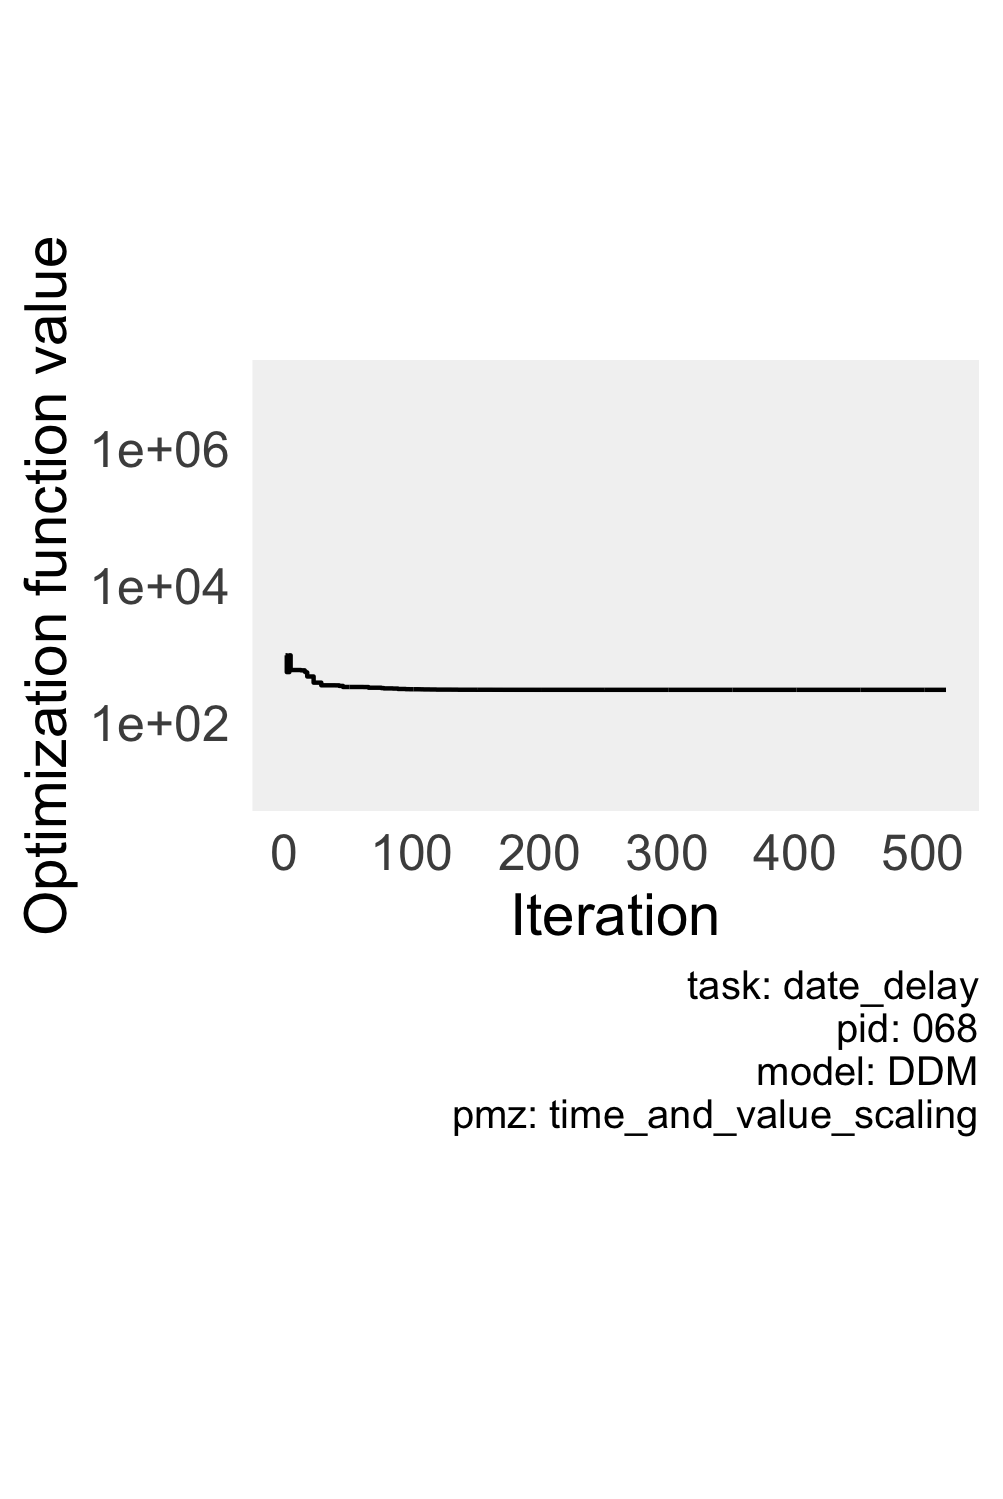 Optimization function value
1e+06
1e+04
1e+02
0 100 200 300 400 500
Iteration
task: date_delay
pid: 068
model: DDM
pmz: time_and_value_scaling